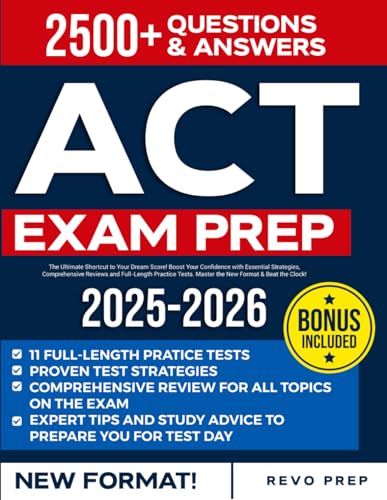 2500+ QUESTIONS
& ANSWERS
ACT
EXAM PREP
The Ultimate Shortcut to Your Dream Score! Boost Your Confidence with Essential Strategies,
Comprehensive Reviews and Full-Length Practice Tests. Master the New Format & Beat the Clock!
2025-2026
BONUS
INCLUDED
11 FULL-LENGTH PRATICE TESTS
PROVEN TEST STRATEGIES
COMPREHENSIVE REVIEW FOR ALL TOPICS
ON THE EXAM
EXPERT TIPS AND STUDY ADVICE TO
PREPARE YOU FOR TEST DAY
NEW FORMAT!
REVO PREP